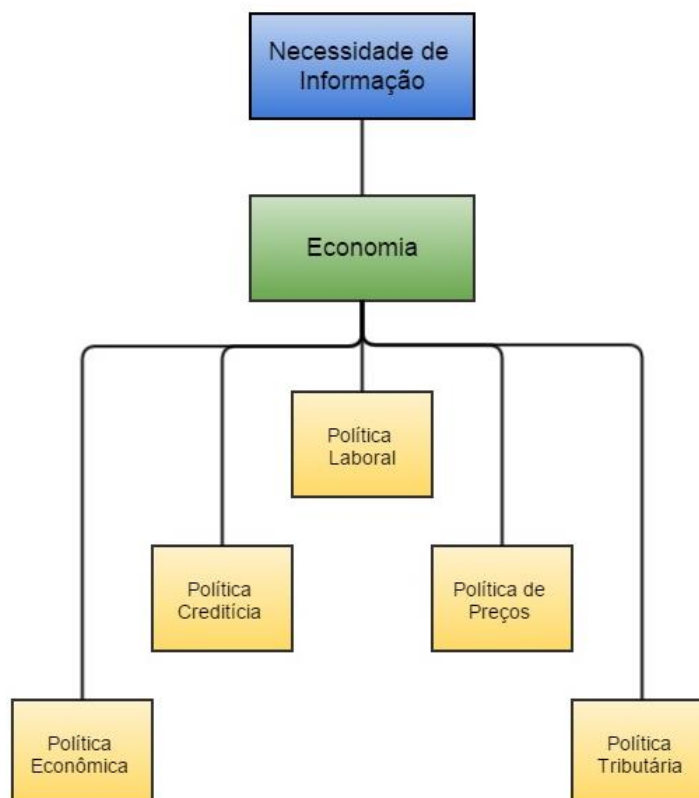 Necessidade de
Informação
Economia
Política
Laboral
Política
Creditícia
Política de
Preços
Política
Econômica
Política
Tributária